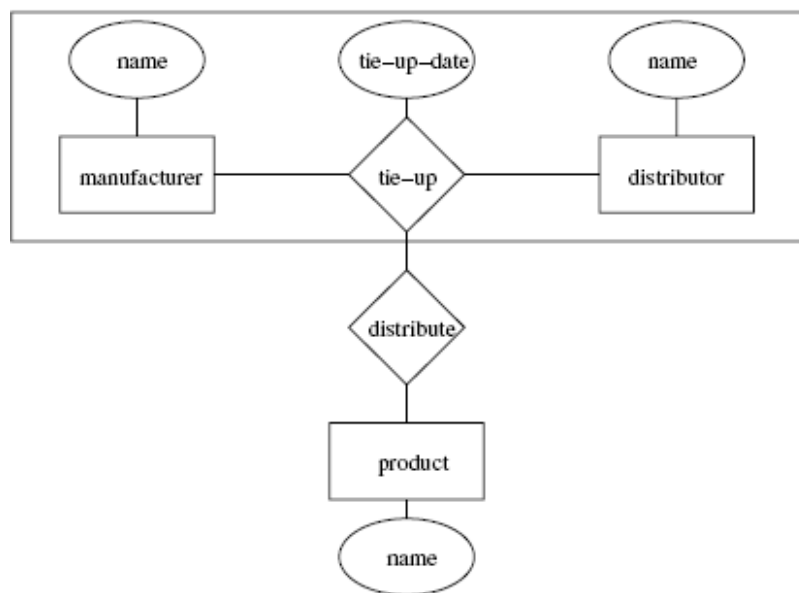 name
tie-up-date
name
manufacturer
tie-up
distributor
distribute
product
name